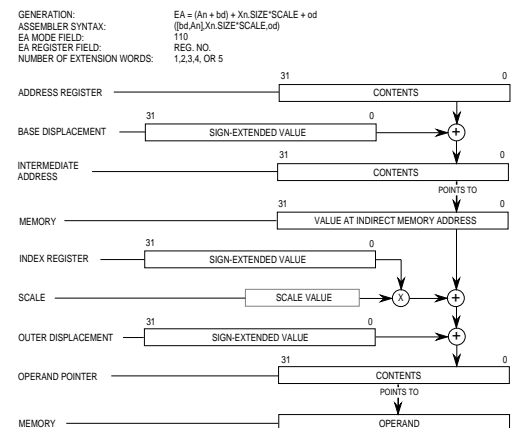 GENERATION: EA = (An + bd) + Xn.SIZE*SCALE + od
ASSEMBLER SYNTAX: ([bd,An],Xn.SIZE*SCALE,od)
EA MODE FIELD: 110
EA REGISTER FIELD: REG. NO.
NUMBER OF EXTENSION WORDS: 1,2,3,4, OR 5
31 0
ADDRESS REGISTER CONTENTS
31 0
BASE DISPLACEMENT SIGN-EXTENDED VALUE +
31 0
INTERMEDIATE
ADDRESS CONTENTS
POINTS TO
31 0
MEMORY VALUE AT INDIRECT MEMORY ADDRESS
31 0
INDEX REGISTER SIGN-EXTENDED VALUE
SCALE SCALE VALUE X +
31 0
OUTER DISPLACEMENT SIGN-EXTENDED VALUE +
31 0
OPERAND POINTER CONTENTS
POINTS TO
MEMORY OPERAND